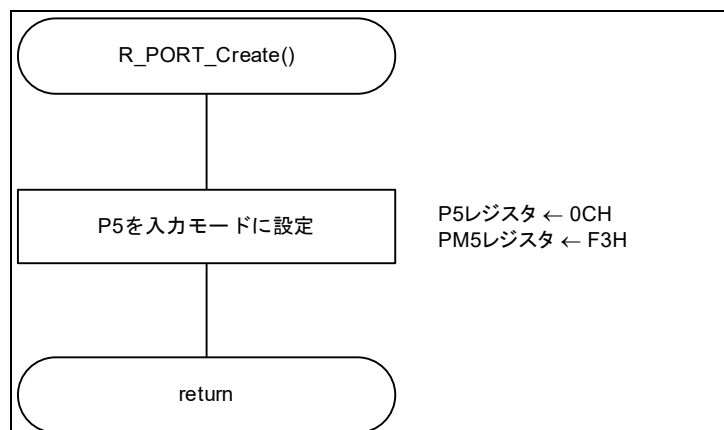 R_PORT_Create()
P5を入力モードに設定
P5レジスタ ← 0CH
PM5レジスタ ← F3H
return